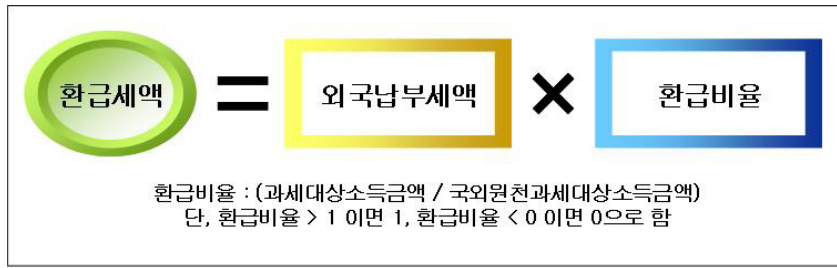 환급세액 = 외국납부세액 × 환급비율
환급비율 : (과세대상소득금액 / 국외원천과세대상소득금액)
단, 환급비율 > 1 이면 1, 환급비율 < 0 이면 0으로 함